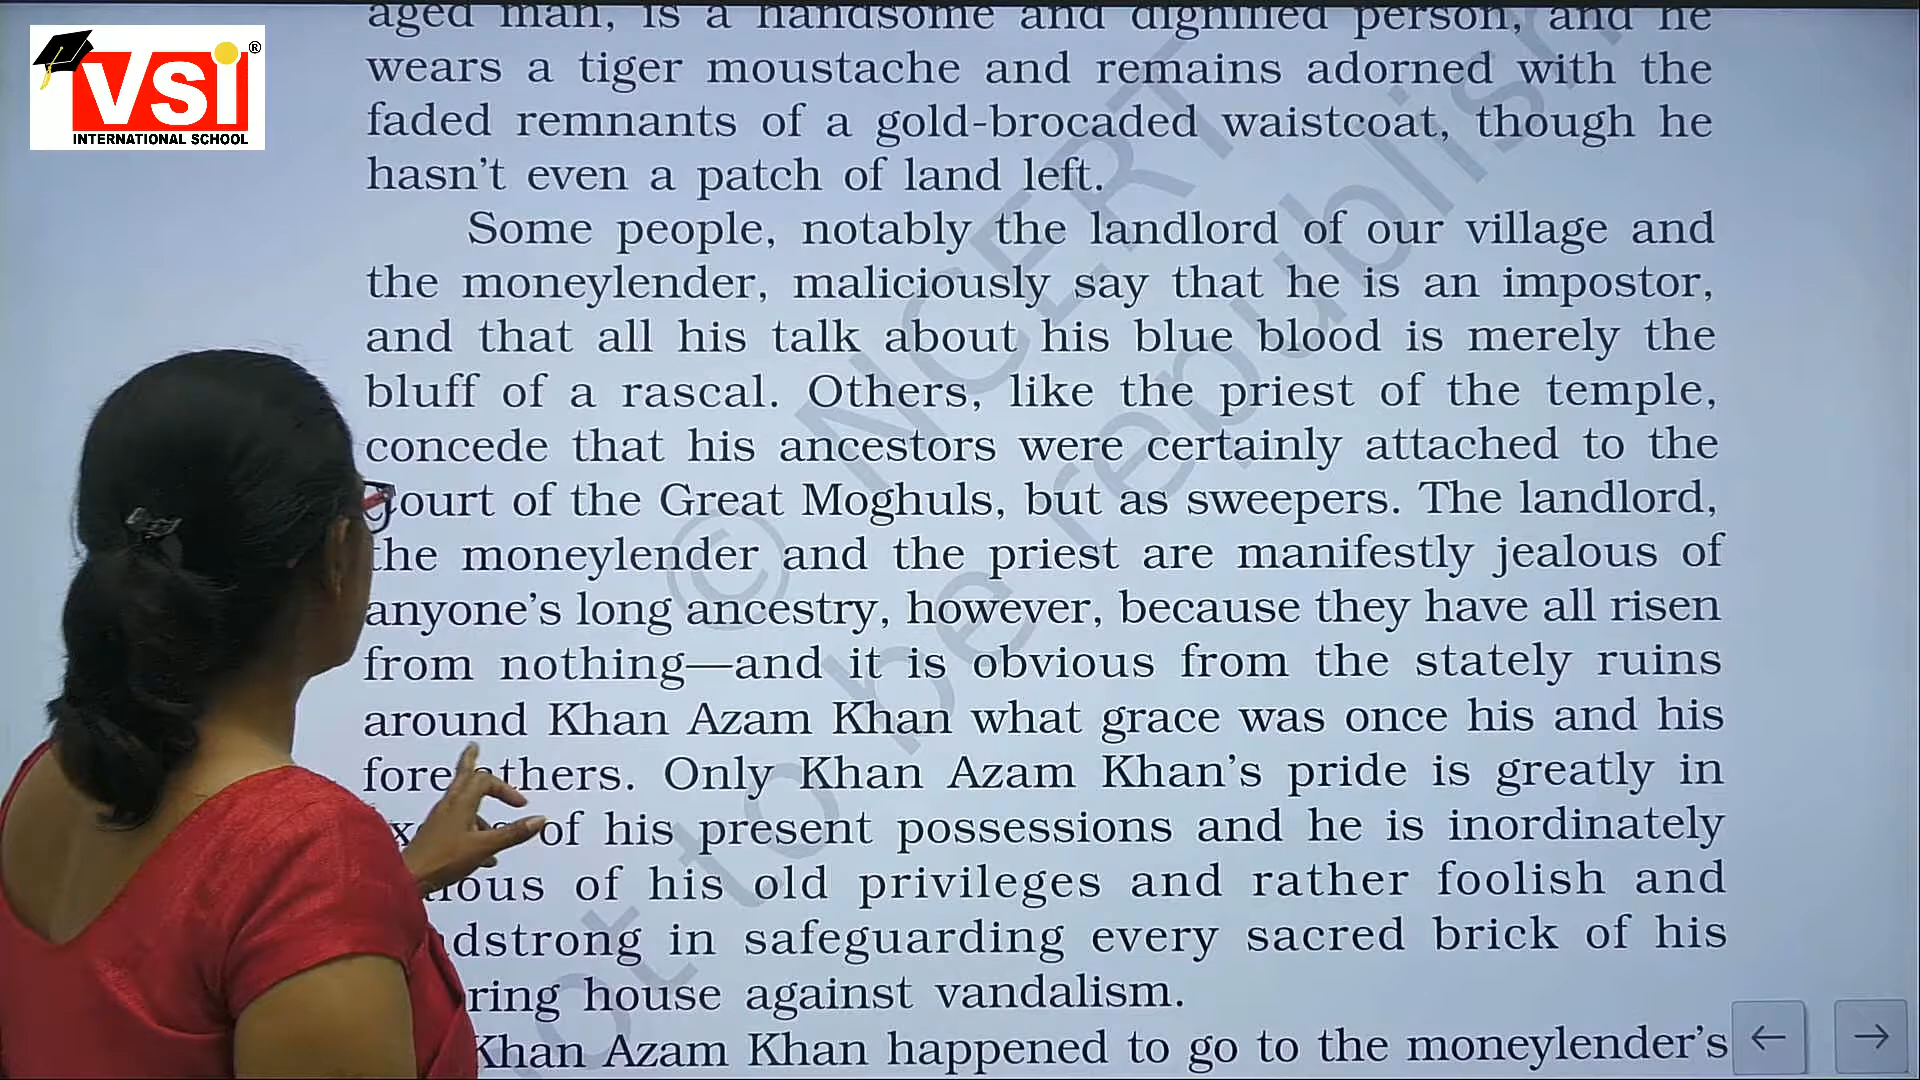 VSI
®
INTERNATIONAL SCHOOL
aged man, is a handsome and dignified person, and he
wears a tiger moustache and remains adorned with the
faded remnants of a gold-brocaded waistcoat, though he
hasn't even a patch of land left.
Some people, notably the landlord of our village and
the moneylender, maliciously say that he is an impostor,
and that all his talk about his blue blood is merely the
bluff of a rascal. Others, like the priest of the temple,
concede that his ancestors were certainly attached to the
ourt of the Great Moghuls, but as sweepers. The landlord,
the moneylender and the priest are manifestly jealous of
anyone's long ancestry, however, because they have all risen
from nothing—and it is obvious from the stately ruins
around Khan Azam Khan what grace was once his and his
forefathers. Only Khan Azam Khan's pride is greatly in
of his present possessions and he is inordinately
of his old privileges and rather foolish and
dstrong in safeguarding every sacred brick of his
ring house against vandalism.
Khan Azam Khan happened to go to the moneylender's
© NCERT
not to be republish